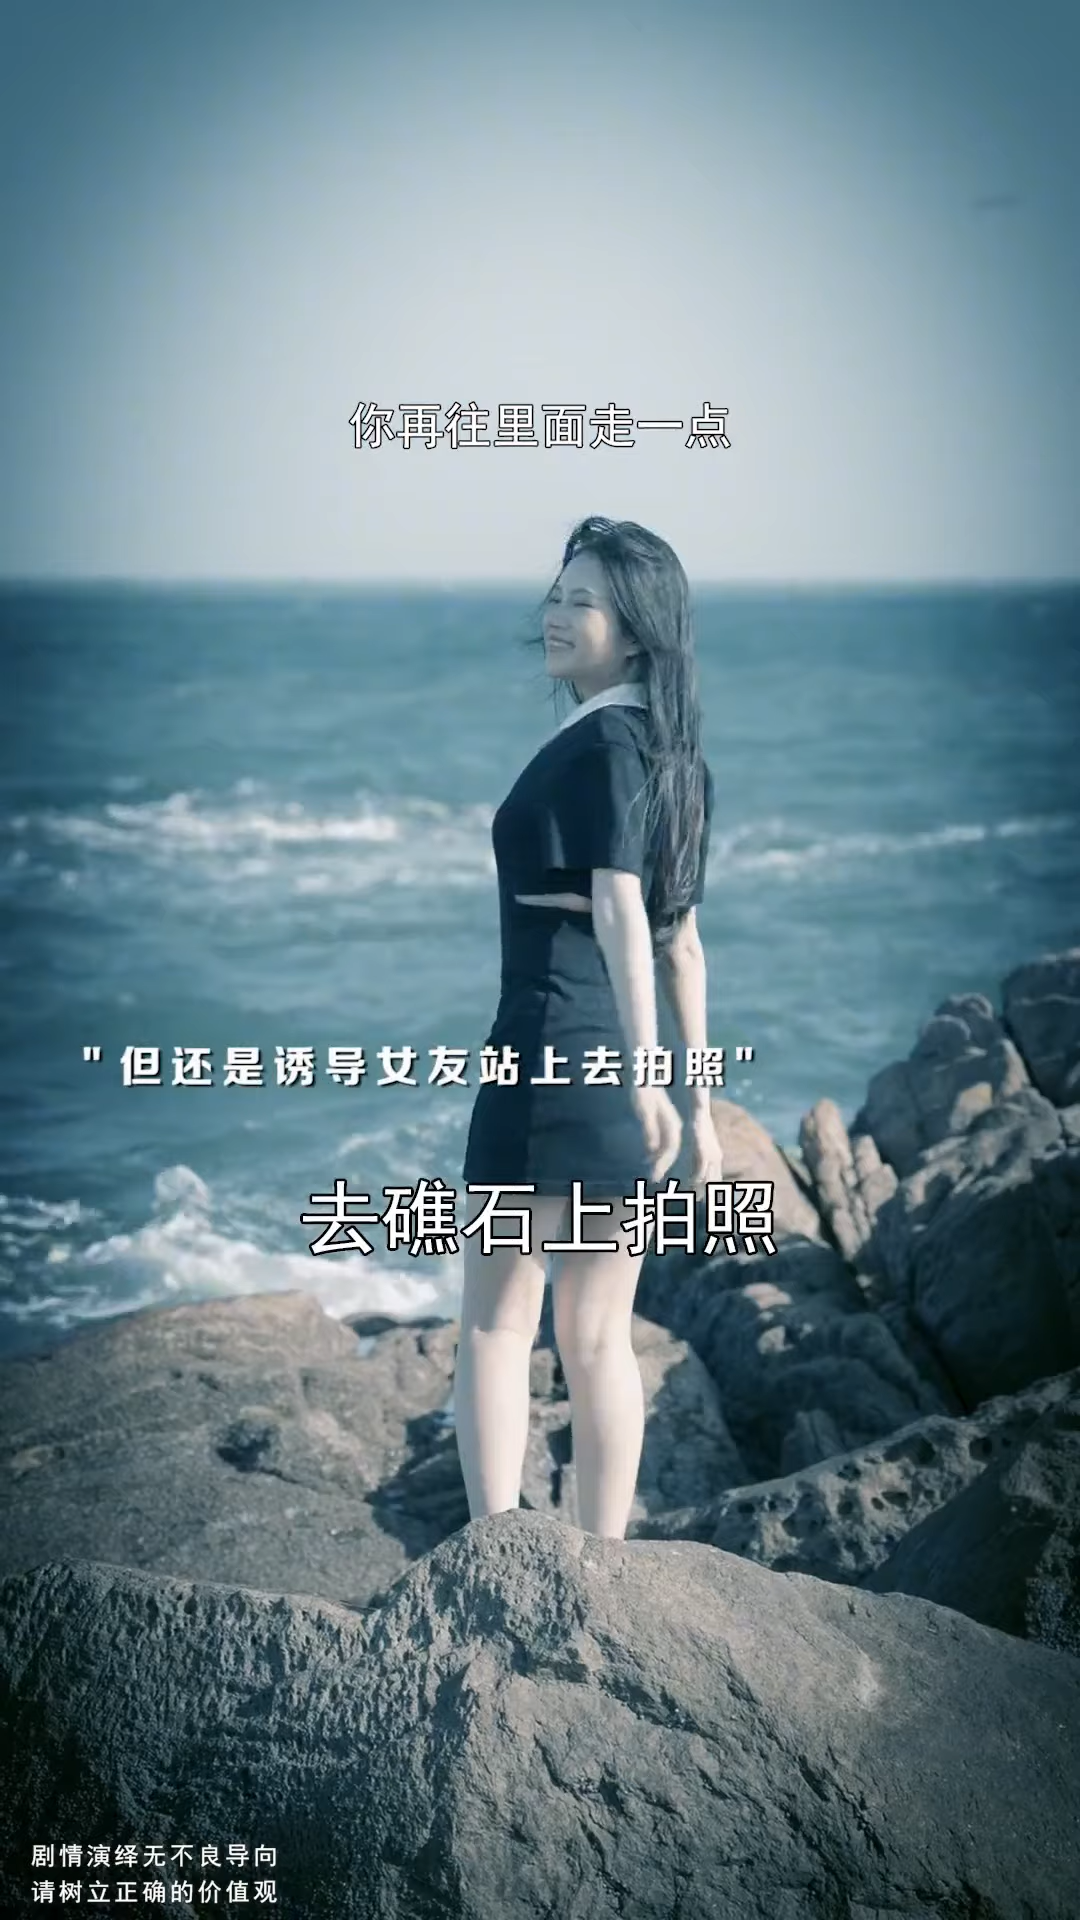 你再往里面走一点
"但还是诱导女友站上去拍照"
去礁石上拍照
剧情演绎无不良导向
请树立正确的价值观